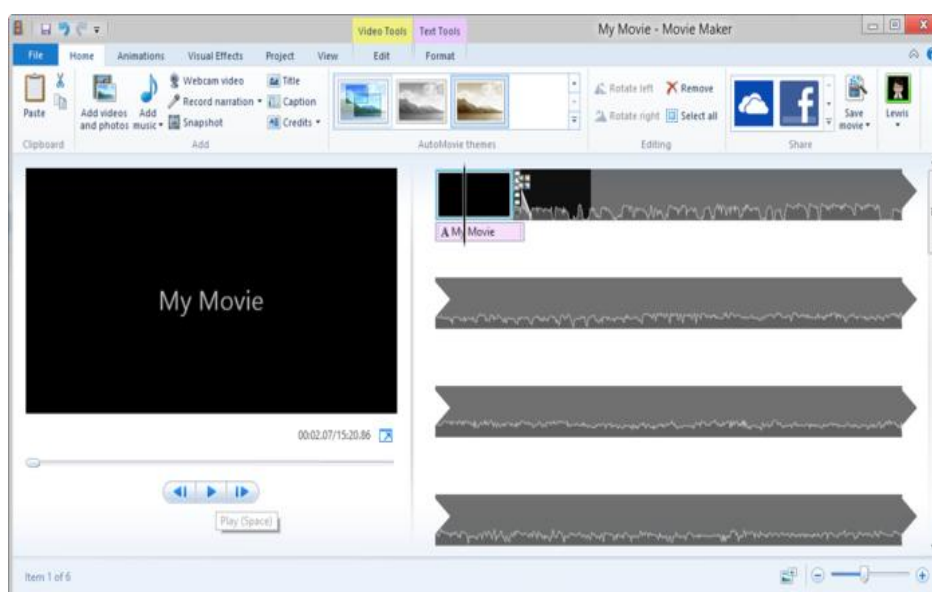 Video Tools Text Tools My Movie - Movie Maker
File Home Animations Visual Effects Project View Edit Format
Paste
Clipboard
Add videos and photos
Add music
Webcam video
Record narration
Snapshot
Title
Caption
Credits
Add
AutoMovie themes
Rotate left
Rotate right
Remove
Select all
Editing
Share
Save movie
Lewis
My Movie
00:02.07/15:20.86
Play (Space)
A My Movie
Item 1 of 6